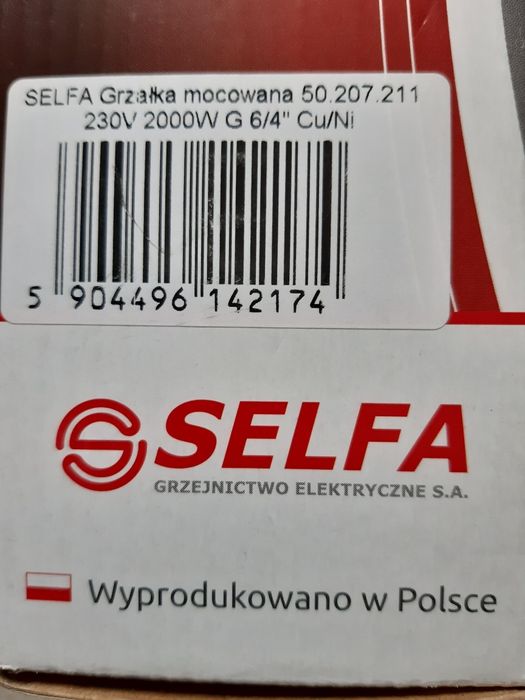 SELFA Grzałka mocowana 50.207.211
230V 2000W G 6/4" Cu/Ni
5 904496 142174
SELFA
GRZEJNICTWO ELEKTRYCZNE S.A.
Wyprodukowano w Polsce